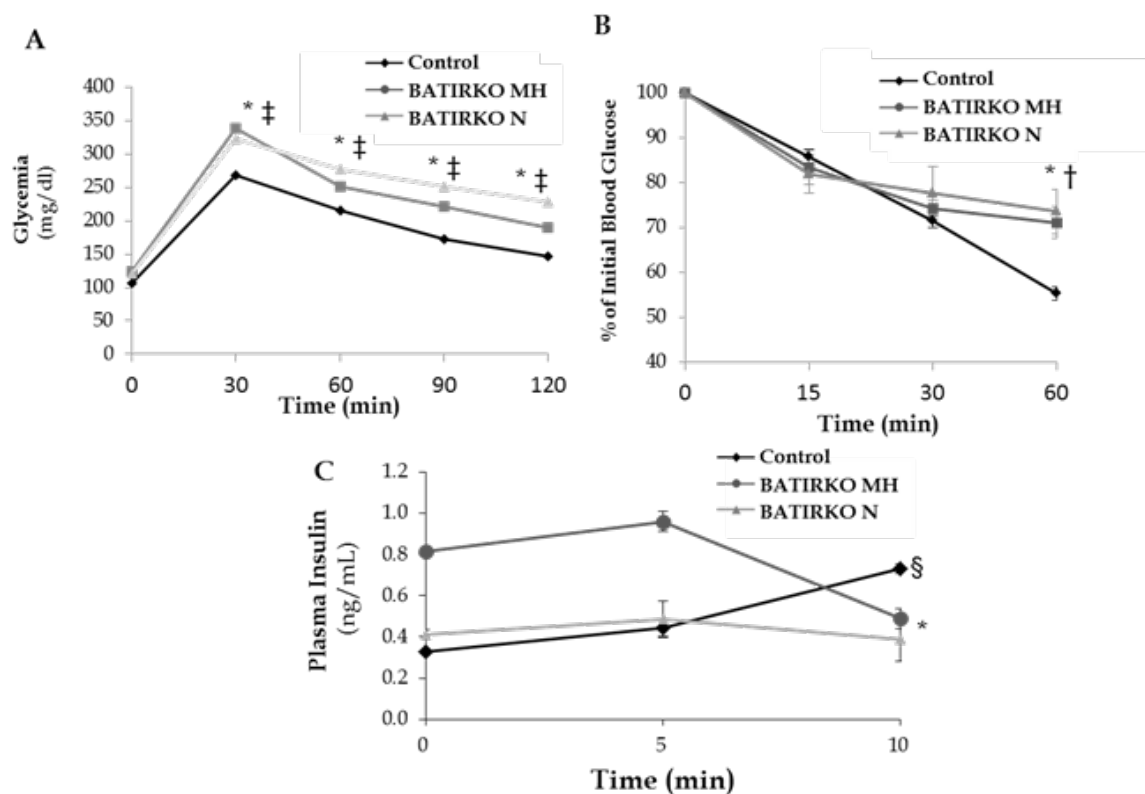 A
Control
BATIRKO MH
BATIRKO N
Glycemia
(mg/dl)
400
350
300
250
200
150
100
50
0
* ‡
* ‡
* ‡
* ‡
0 30 60 90 120
Time (min)
B
Control
BATIRKO MH
BATIRKO N
% of Initial Blood Glucose
100
90
80
70
60
50
40
* †
0 15 30 60
Time (min)
C
Control
BATIRKO MH
BATIRKO N
Plasma Insulin
(ng/mL)
1.2
1.0
0.8
0.6
0.4
0.2
0.0
§
*
0 5 10
Time (min)